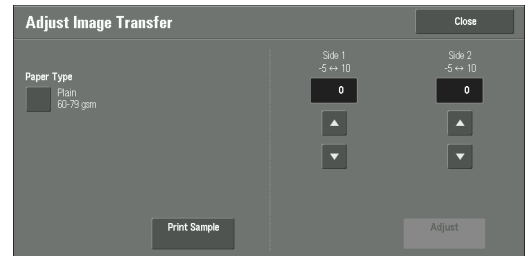 Adjust Image Transfer
Close
Paper Type
Plain
60-79 gsm
Side 1
-5 ↔ 10
0
Side 2
-5 ↔ 10
0
Print Sample
Adjust